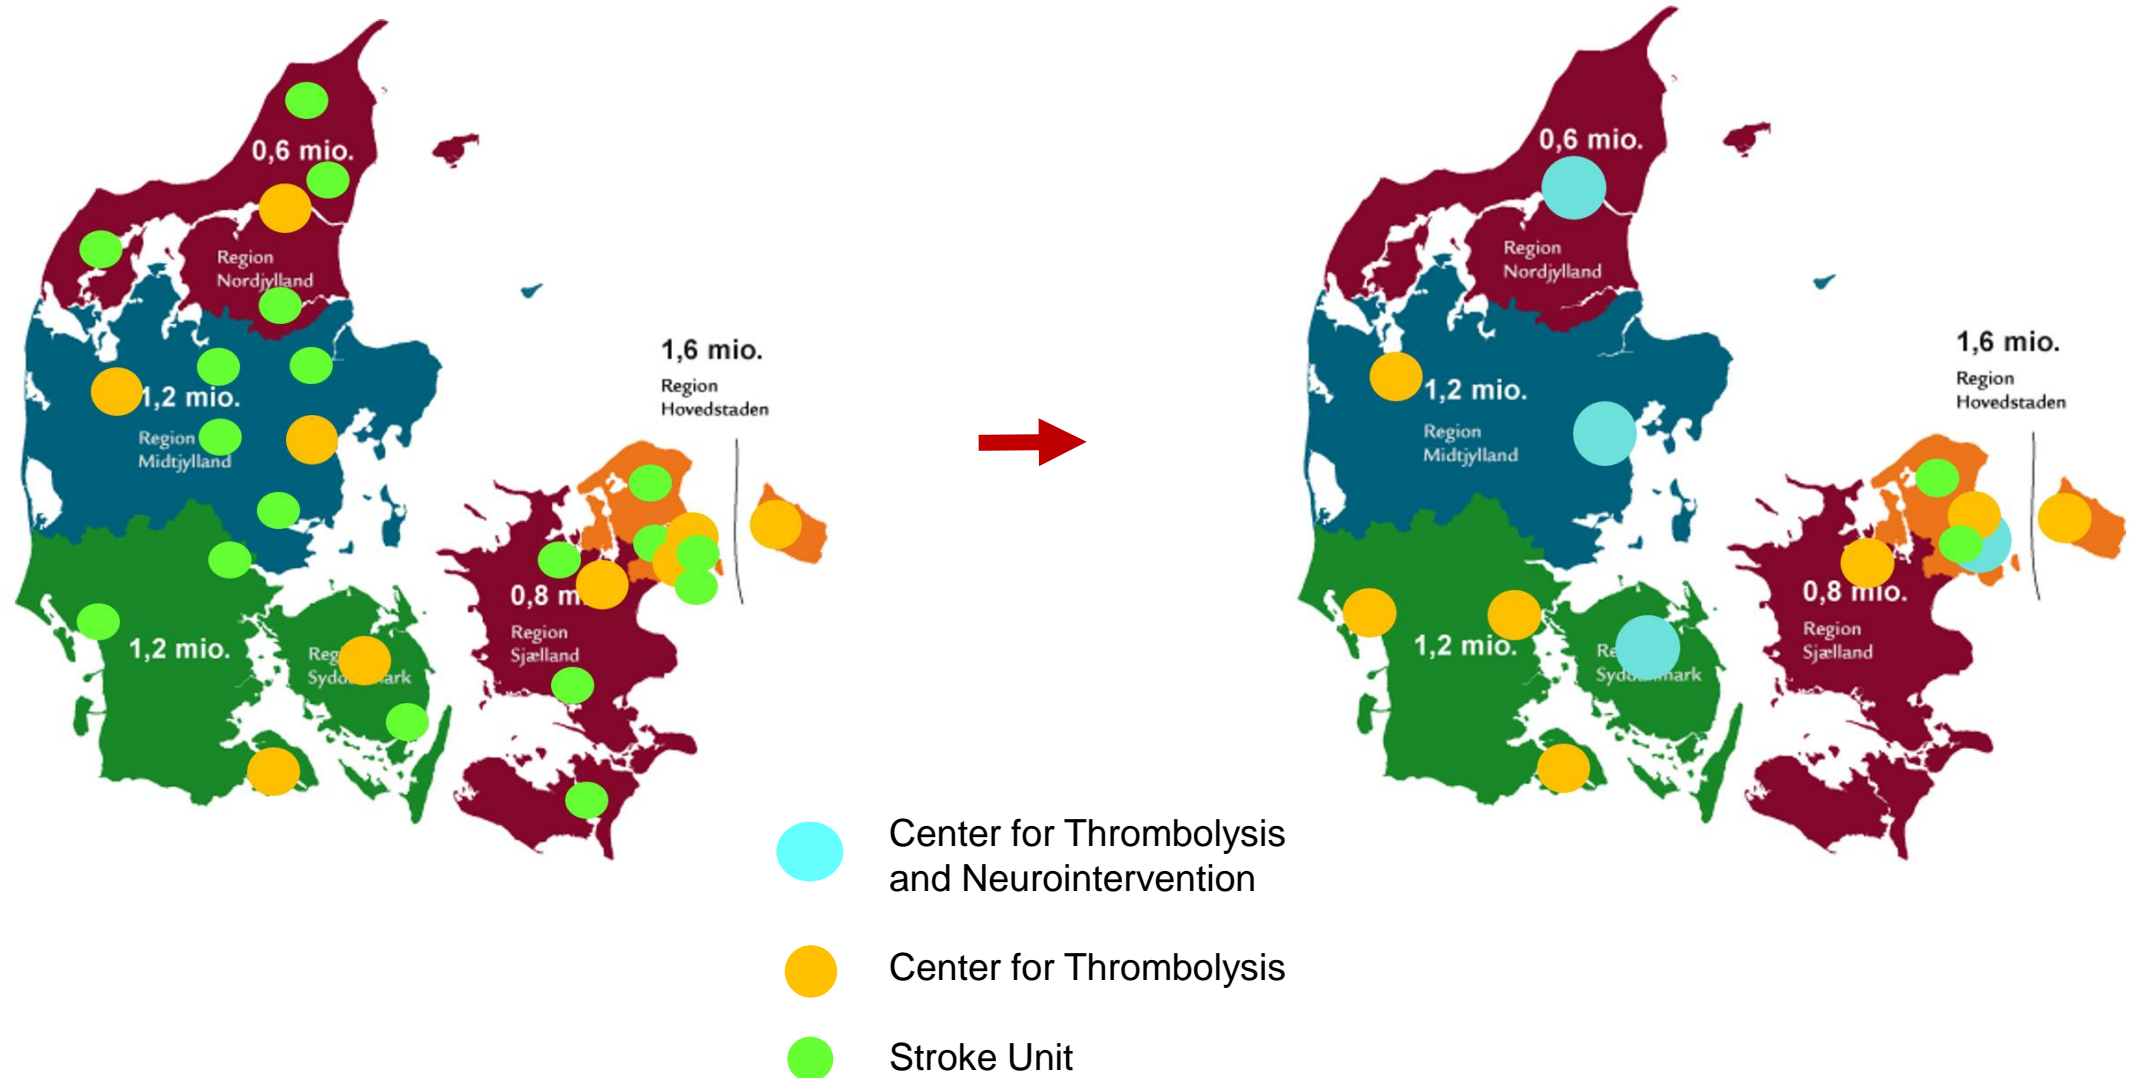 0,6 mio.
Region
Nordjylland
1,2 mio.
Region
Midtjylland
1,6 mio.
Region
Hovedstaden
0,8 m
Region
Sjælland
1,2 mio.
0,6 mio.
Region
Nordjylland
1,2 mio.
Region
Midtjylland
1,6 mio.
Region
Hovedstaden
0,8 mio.
Region
Sjælland
1,2 mio.
Center for Thrombolysis
and Neurointervention
Center for Thrombolysis
Stroke Unit